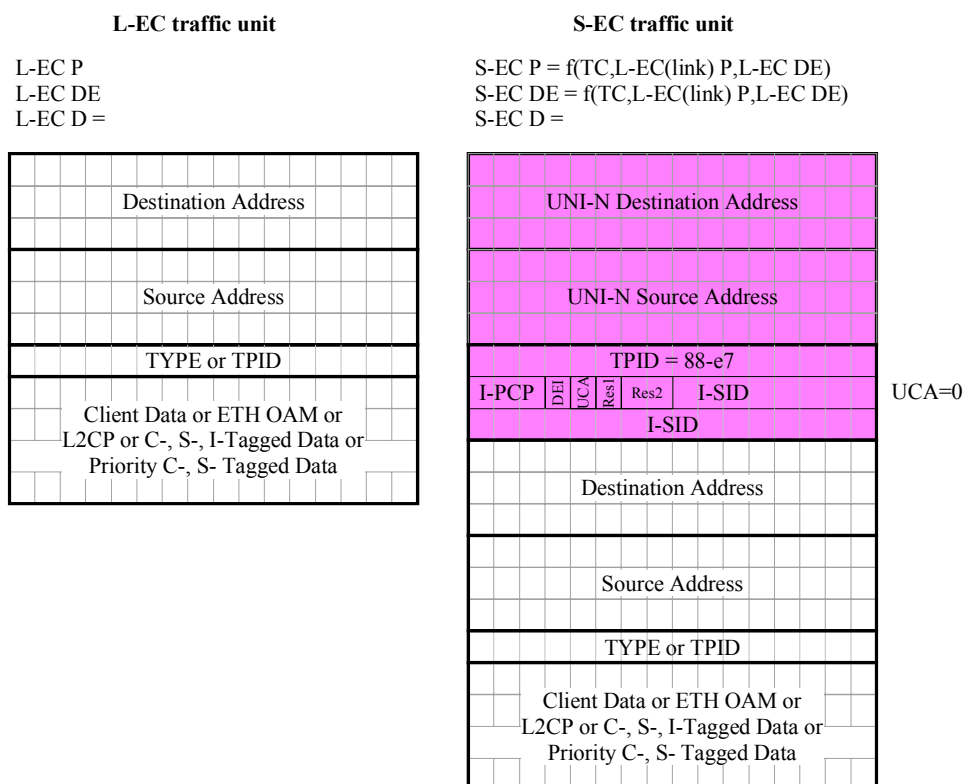 L-EC traffic unit
L-EC P
L-EC DE
L-EC D =
Destination Address
Source Address
TYPE or TPID
Client Data or ETH OAM or
L2CP or C-, S-, I-Tagged Data or
Priority C-, S- Tagged Data
S-EC traffic unit
S-EC P = f(TC,L-EC(link) P,L-EC DE)
S-EC DE = f(TC,L-EC(link) P,L-EC DE)
S-EC D =
UNI-N Destination Address
UNI-N Source Address
TPID = 88-e7
I-PCP DEI UCA Res1 Res2 I-SID
UCA=0
I-SID
Destination Address
Source Address
TYPE or TPID
Client Data or ETH OAM or
L2CP or C-, S-, I-Tagged Data or
Priority C-, S- Tagged Data